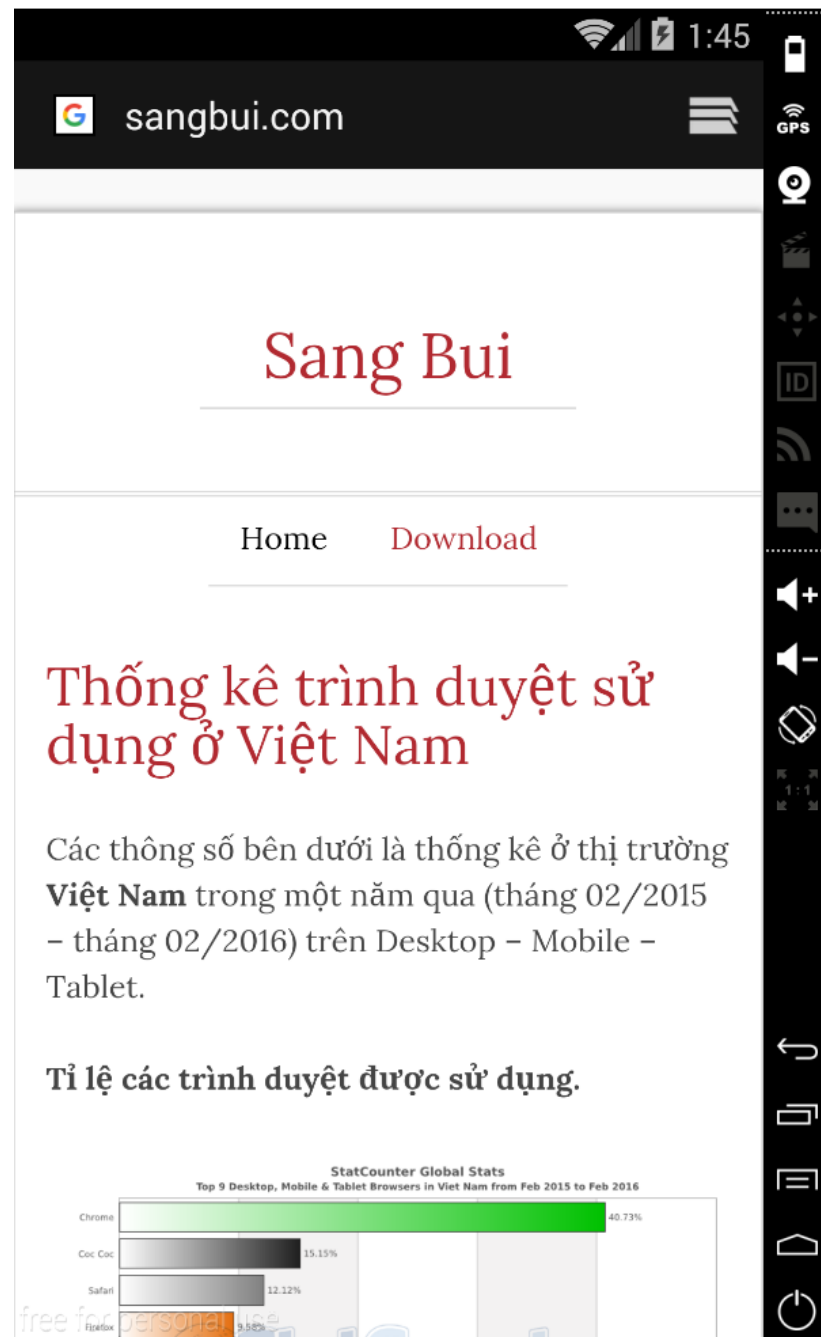 1:45
G sangbui.com
GPS
ID
Sang Bui
Home Download
Thống kê trình duyệt sử
dụng ở Việt Nam
1:1
Các thông số bên dưới là thống kê ở thị trường
Việt Nam trong một năm qua (tháng 02/2015
– tháng 02/2016) trên Desktop – Mobile –
Tablet.
Tỉ lệ các trình duyệt được sử dụng.
StatCounter Global Stats
Top 9 Desktop, Mobile & Tablet Browsers in Viet Nam from Feb 2015 to Feb 2016
Chrome 40.73%
Coc Coc 15.15%
Safari 12.12%
Firefox 9.58%
free for personal use